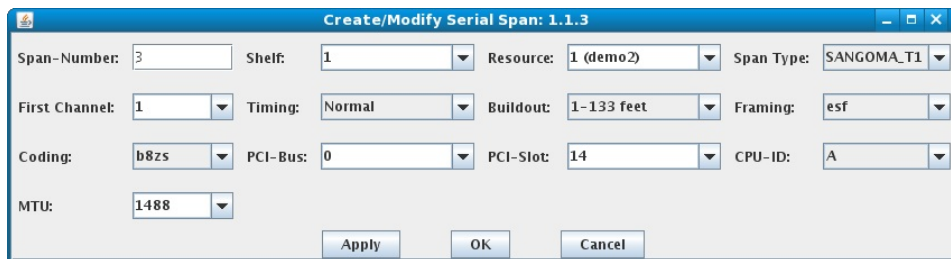 Create/Modify Serial Span: 1.1.3
Span-Number: 3 Shelf: 1 Resource: 1 (demo2) Span Type: SANGOMA_T1
First Channel: 1 Timing: Normal Buildout: 1-133 feet Framing: esf
Coding: b8zs PCI-Bus: 0 PCI-Slot: 14 CPU-ID: A
MTU: 1488
Apply OK Cancel